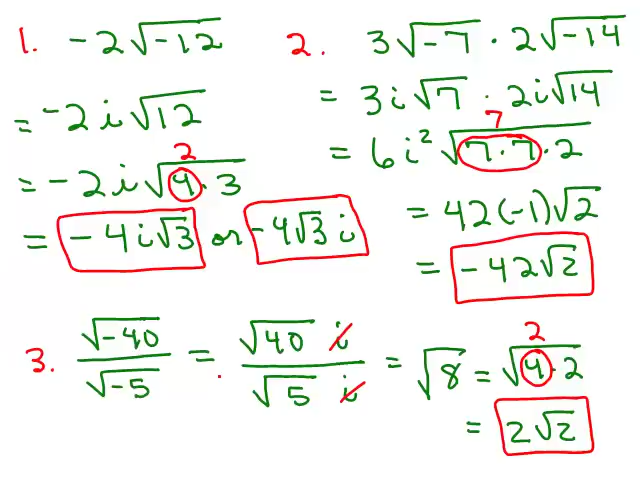 1. -2√-12
= -2i√12
2
= -2i√4·3
= -4i√3 or -4√3 i
2. 3√-7 · 2√-14
= 3i√7 · 2i√14
7
= 6i²√7·7·2
= 42(-1)√2
= -42√2
3. √-40/√-5 = √40 i/√5 i = √8 = √4·2
2
= 2√2